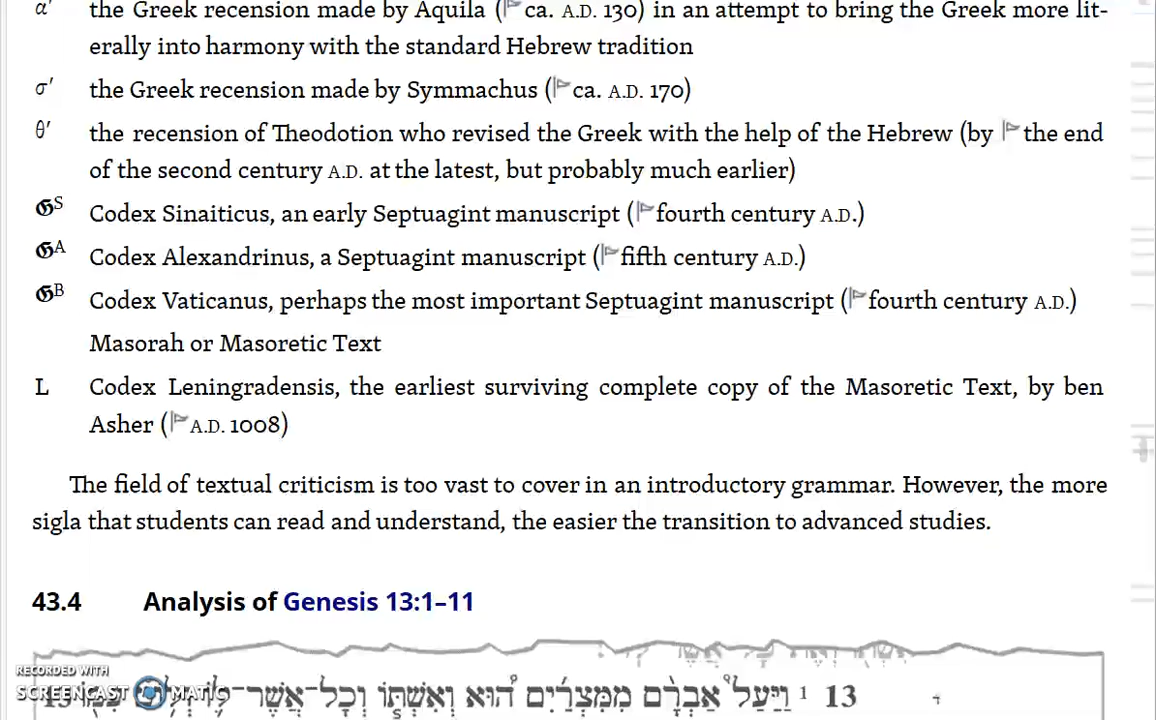 α′ the Greek recension made by Aquila (ca. A.D. 130) in an attempt to bring the Greek more lit-
erally into harmony with the standard Hebrew tradition
σ′ the Greek recension made by Symmachus (ca. A.D. 170)
θ′ the recension of Theodotion who revised the Greek with the help of the Hebrew (by the end
of the second century A.D. at the latest, but probably much earlier)
𝕲S Codex Sinaiticus, an early Septuagint manuscript (fourth century A.D.)
𝕲A Codex Alexandrinus, a Septuagint manuscript (fifth century A.D.)
𝕲B Codex Vaticanus, perhaps the most important Septuagint manuscript (fourth century A.D.)
Masorah or Masoretic Text
L Codex Leningradensis, the earliest surviving complete copy of the Masoretic Text, by ben
Asher (A.D. 1008)
The field of textual criticism is too vast to cover in an introductory grammar. However, the more
sigla that students can read and understand, the easier the transition to advanced studies.
43.4 Analysis of Genesis 13:1–11
RECORDED WITH
SCREENCAST MATIC
13 1 וַיַּעַל֩ אַבְרָ֨ם מִמִּצְרַ֜יִם ה֠וּא וְאִשְׁתּ֧וֹ וְכָל־אֲשֶׁר־